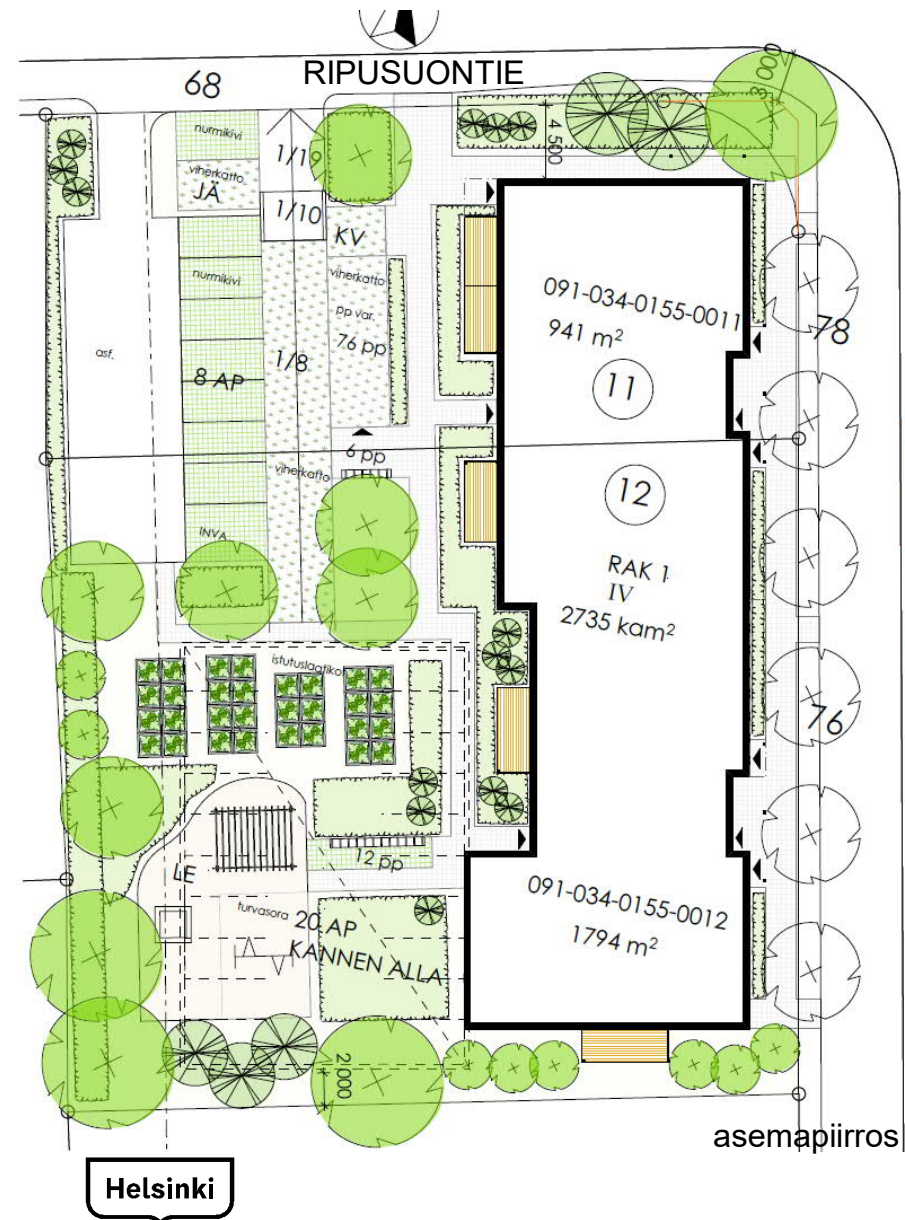 RIPUSUONTIE
68
3 000
4 500
nurmikivi
viherkatto
JÄ
1/19
1/10
KV
viherkatto
pp var.
76 pp
nurmikivi
asf.
8 AP
1/8
091-034-0155-0011
941 m²
78
11
6 pp
viherkatto
12
INVA
RAK 1
IV
2735 kam²
istutuslaatikot
76
12 pp
LE
turvasora
20 AP
KANNEN ALLA
091-034-0155-0012
1794 m²
2 000
asemapiirros
Helsinki